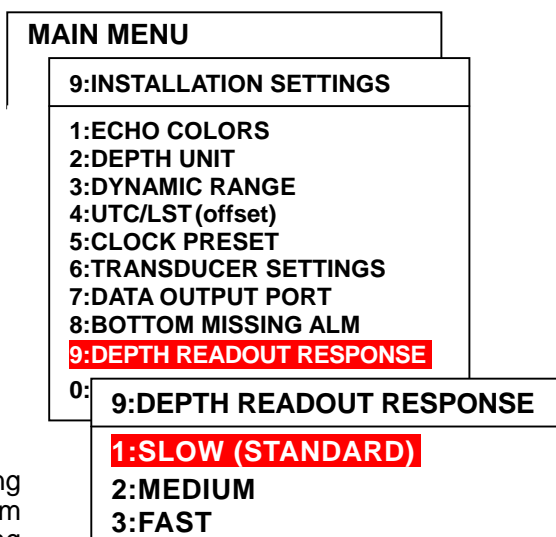 MAIN MENU
9:INSTALLATION SETTINGS
1:ECHO COLORS
2:DEPTH UNIT
3:DYNAMIC RANGE
4:UTC/LST (offset)
5:CLOCK PRESET
6:TRANSDUCER SETTINGS
7:DATA OUTPUT PORT
8:BOTTOM MISSING ALM
9:DEPTH READOUT RESPONSE
0:
9:DEPTH READOUT RESPONSE
1:SLOW (STANDARD)
2:MEDIUM
3:FAST